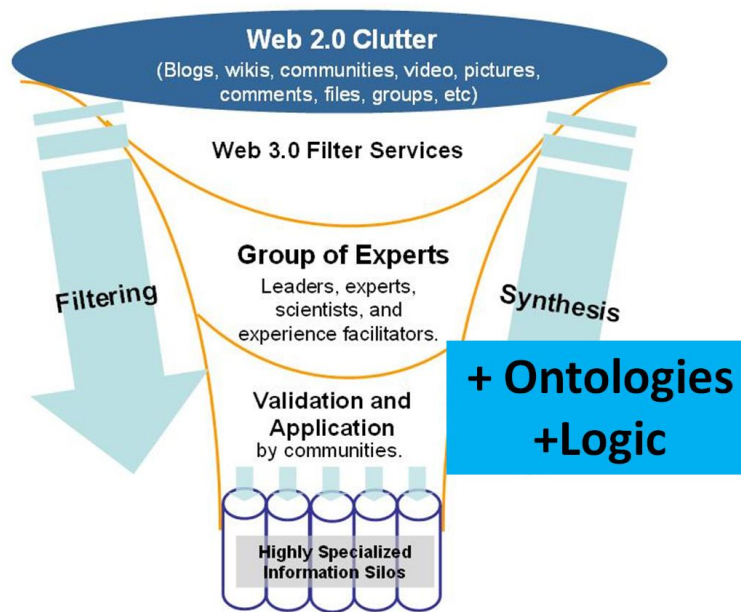 Web 2.0 Clutter
(Blogs, wikis, communities, video, pictures,
comments, files, groups, etc)
Web 3.0 Filter Services
Group of Experts
Leaders, experts,
scientists, and
experience facilitators.
Filtering
Synthesis
+ Ontologies
+Logic
Validation and
Application
by communities.
Highly Specialized
Information Silos